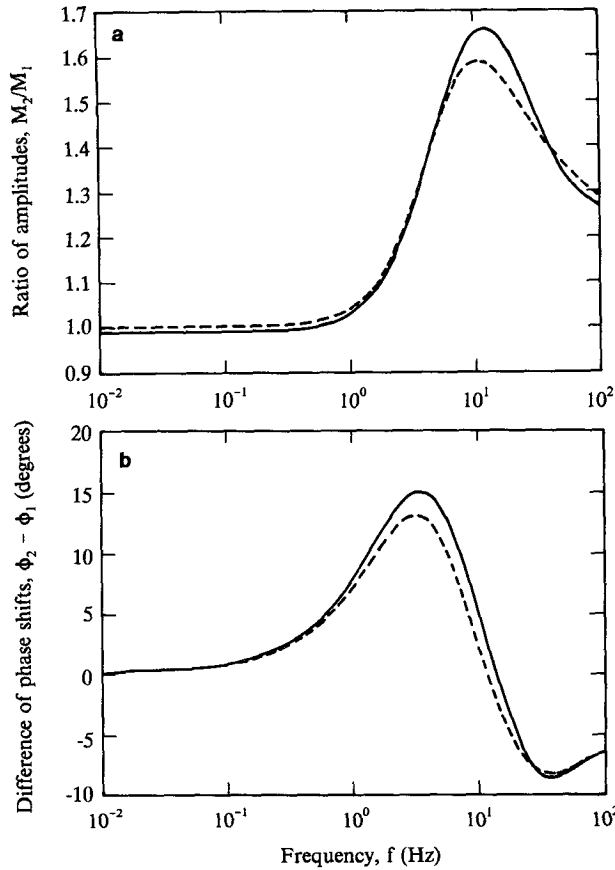 a
Ratio of amplitudes, M₂/M₁
1.7
1.6
1.5
1.4
1.3
1.2
1.1
1.0
0.9
10⁻² 10⁻¹ 10⁰ 10¹ 10²
b
Difference of phase shifts, ϕ₂ − ϕ₁ (degrees)
20
15
10
5
0
-5
-10
10⁻² 10⁻¹ 10⁰ 10¹ 10²
Frequency, f (Hz)